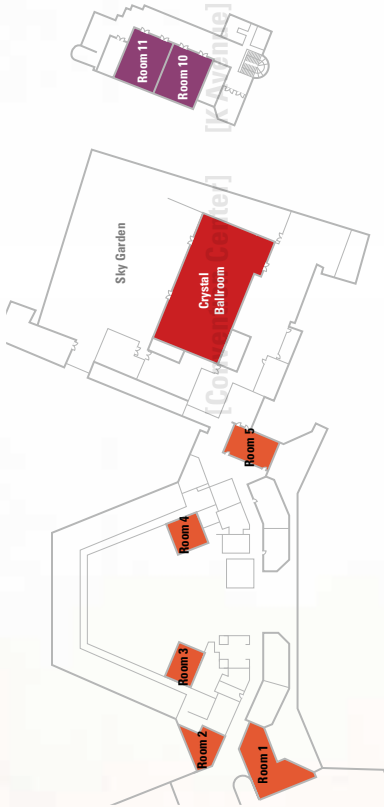 Room 11
Room 10
[K Avenue]
Sky Garden
Crystal
Ballroom
[Convention Center]
Room 5
Room 4
Room 3
Room 2
Room 1